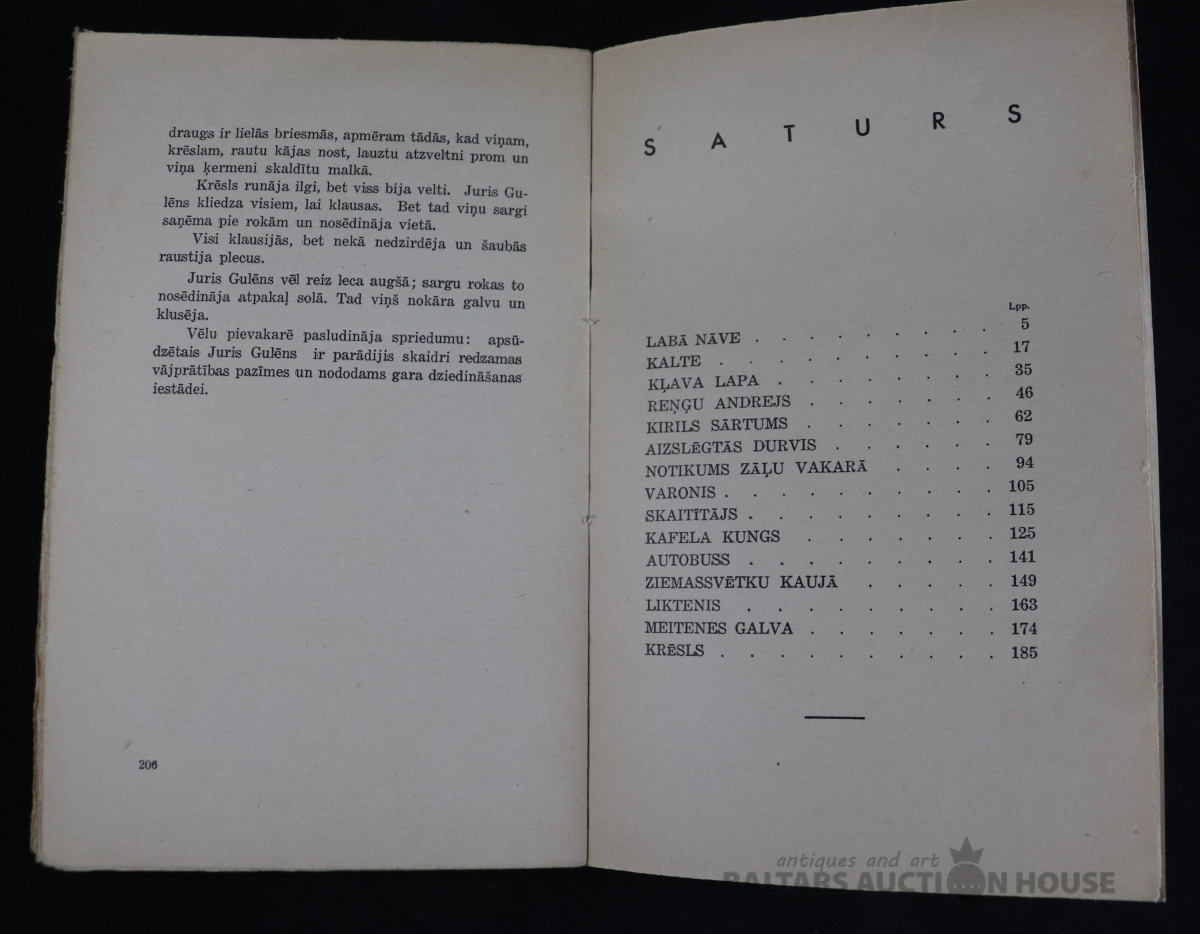 draugs ir lielās briesmās, apmēram tādās, kad viņam,
krēslam, rautu kājas nost, lauztu atzveltni prom un
viņa ķermeni skaldītu malkā.
Krēsls runāja ilgi, bet viss bija velti. Juris Gu-
lēns kliedza visiem, lai klausas. Bet tad viņu sargi
saņēma pie rokām un nosēdināja vietā.
Visi klausijās, bet nekā nedzirdēja un šaubās
raustija plecus.
Juris Gulēns vēl reiz leca augšā; sargu rokas to
nosēdināja atpakaļ solā. Tad viņš nokāra galvu un
klusēja.
Vēlu pievakarē pasludināja spriedumu: apsū-
dzētais Juris Gulēns ir parādijis skaidri redzamas
vājprātības pazīmes un nododams gara dziedināšanas
iestādei.
206
SATURS
Lpp.
LABĀ NĀVE . . . . . . . . 5
KALTE . . . . . . . . . . 17
KĻAVA LAPA . . . . . . . . 35
REŅĢU ANDREJS . . . . . . . 46
KIRILS SĀRTUMS . . . . . . . 62
AIZSLĒGTĀS DURVIS . . . . . . 79
NOTIKUMS ZĀĻU VAKARĀ . . . . 94
VARONIS . . . . . . . . . . 105
SKAITĪTĀJS . . . . . . . . . 115
KAFELA KUNGS . . . . . . . 125
AUTOBUSS . . . . . . . . . 141
ZIEMASSVĒTKU KAUJĀ . . . . . 149
LIKTENIS . . . . . . . . . 163
MEITENES GALVA . . . . . . . 174
KRĒSLS . . . . . . . . . . 185
antiques and art
BALTARS AUCTION HOUSE